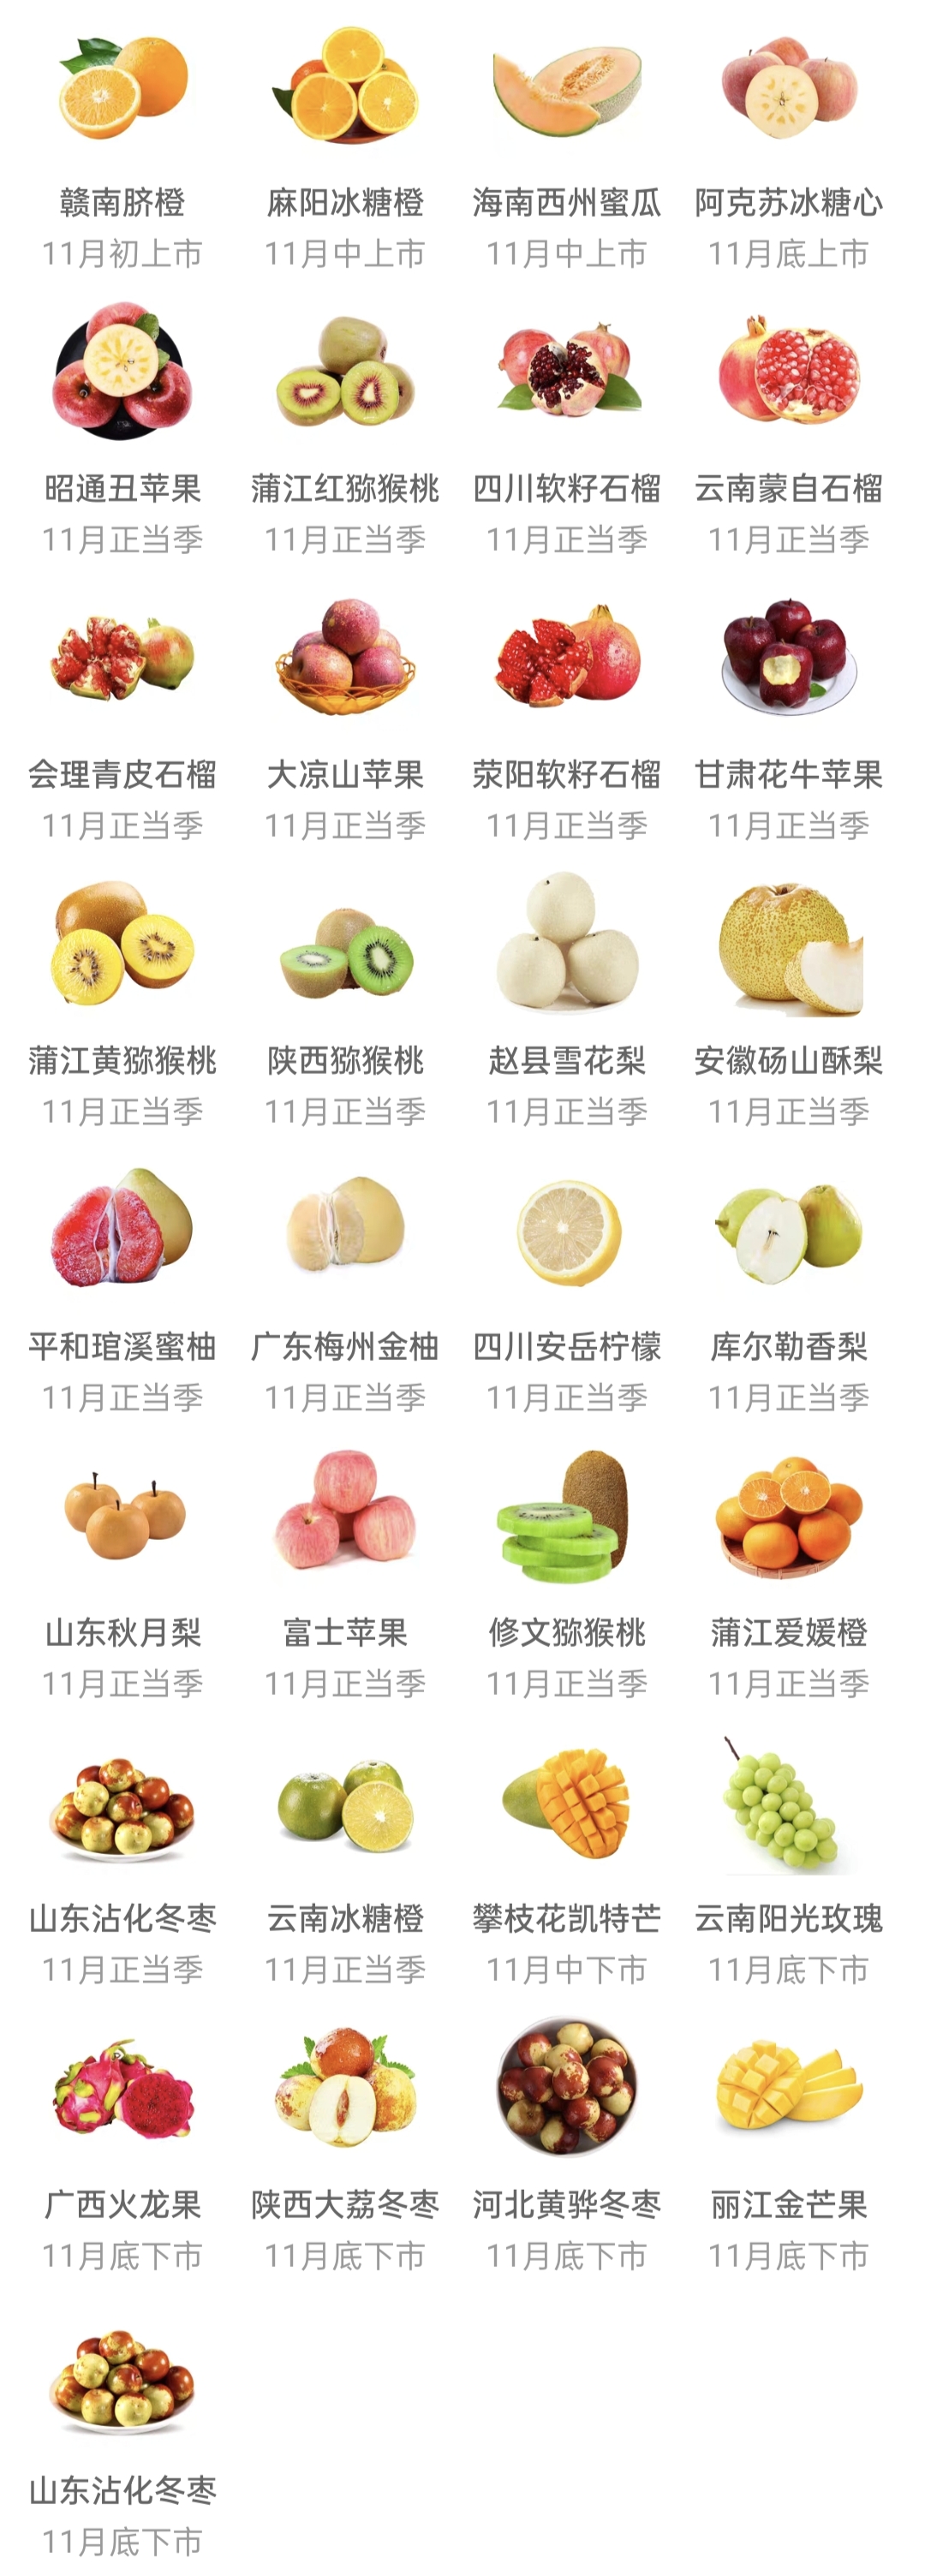 赣南脐橙
麻阳冰糖橙
海南西州蜜瓜
阿克苏冰糖心
11月初上市
11月中上市
11月中上市
11月底上市
昭通丑苹果
蒲江红猕猴桃
四川软籽石榴
云南蒙自石榴
11月正当季
11月正当季
11月正当季
11月正当季
会理青皮石榴
大凉山苹果
荥阳软籽石榴
甘肃花牛苹果
11月正当季
11月正当季
11月正当季
11月正当季
蒲江黄猕猴桃
陕西猕猴桃
赵县雪花梨
安徽砀山酥梨
11月正当季
11月正当季
11月正当季
11月正当季
平和琯溪蜜柚
广东梅州金柚
四川安岳柠檬
库尔勒香梨
11月正当季
11月正当季
11月正当季
11月正当季
山东秋月梨
富士苹果
修文猕猴桃
蒲江爱媛橙
11月正当季
11月正当季
11月正当季
11月正当季
山东沾化冬枣
云南冰糖橙
攀枝花凯特芒
云南阳光玫瑰
11月正当季
11月正当季
11月中下市
11月底下市
广西火龙果
陕西大荔冬枣
河北黄骅冬枣
丽江金芒果
11月底下市
11月底下市
11月底下市
11月底下市
山东沾化冬枣
11月底下市